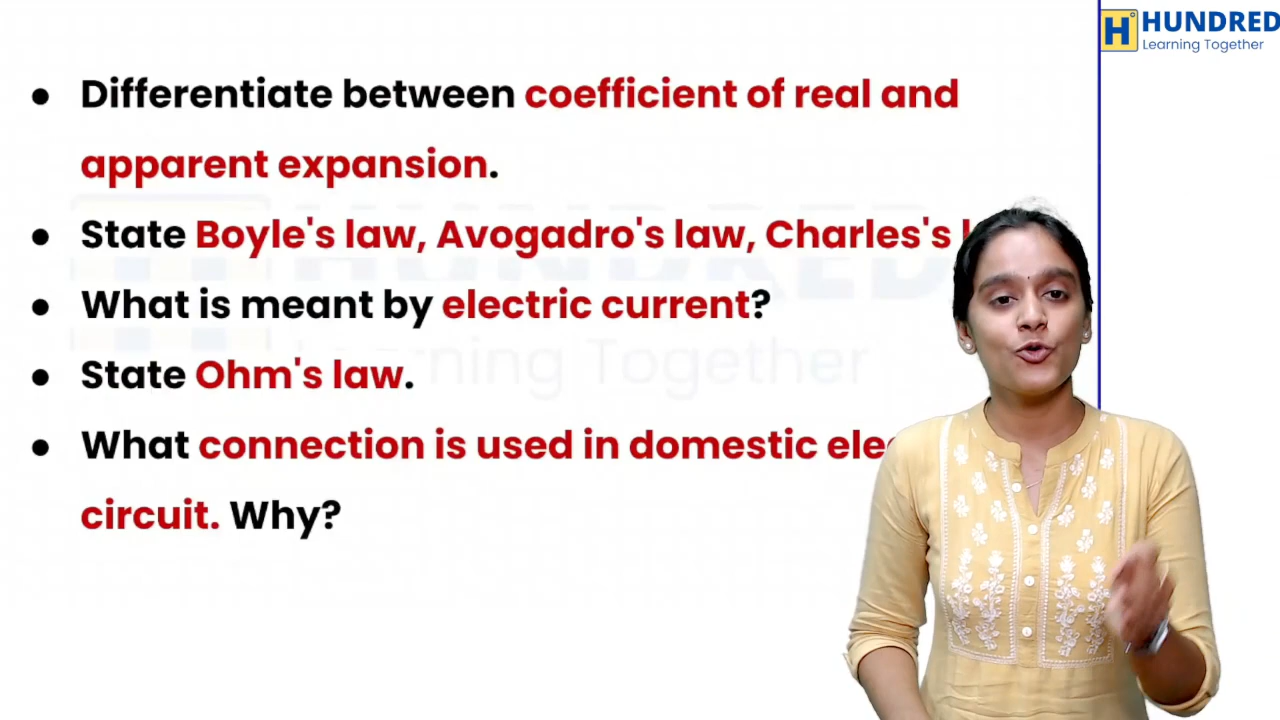 HUNDRED
Learning Together
● Differentiate between coefficient of real and
apparent expansion.
● State Boyle's law, Avogadro's law, Charles's
● What is meant by electric current?
● State Ohm's law.
● What connection is used in domestic
circuit. Why?